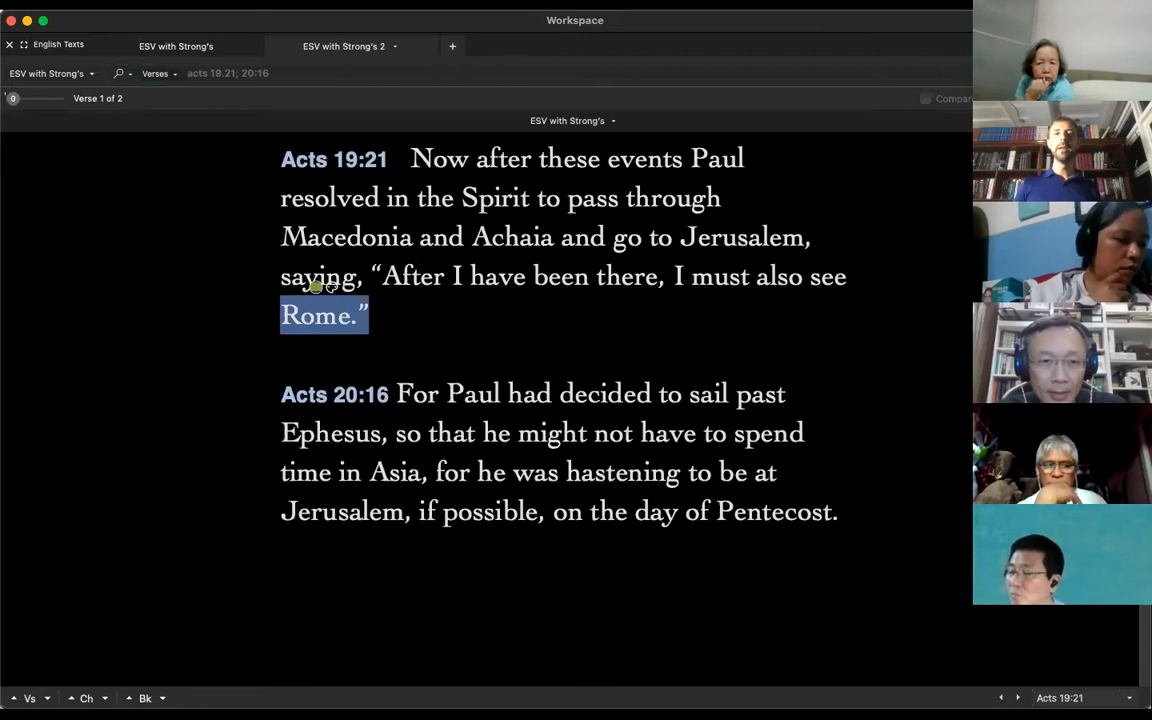 Workspace
English Texts
ESV with Strong's
ESV with Strong's 2
+
ESV with Strong's
Verses
acts 19.21; 20:16
0
Verse 1 of 2
Compar
ESV with Strong's
Acts 19:21 Now after these events Paul
resolved in the Spirit to pass through
Macedonia and Achaia and go to Jerusalem,
saying, “After I have been there, I must also see
Rome.”
Acts 20:16 For Paul had decided to sail past
Ephesus, so that he might not have to spend
time in Asia, for he was hastening to be at
Jerusalem, if possible, on the day of Pentecost.
Vs
Ch
Bk
Acts 19:21